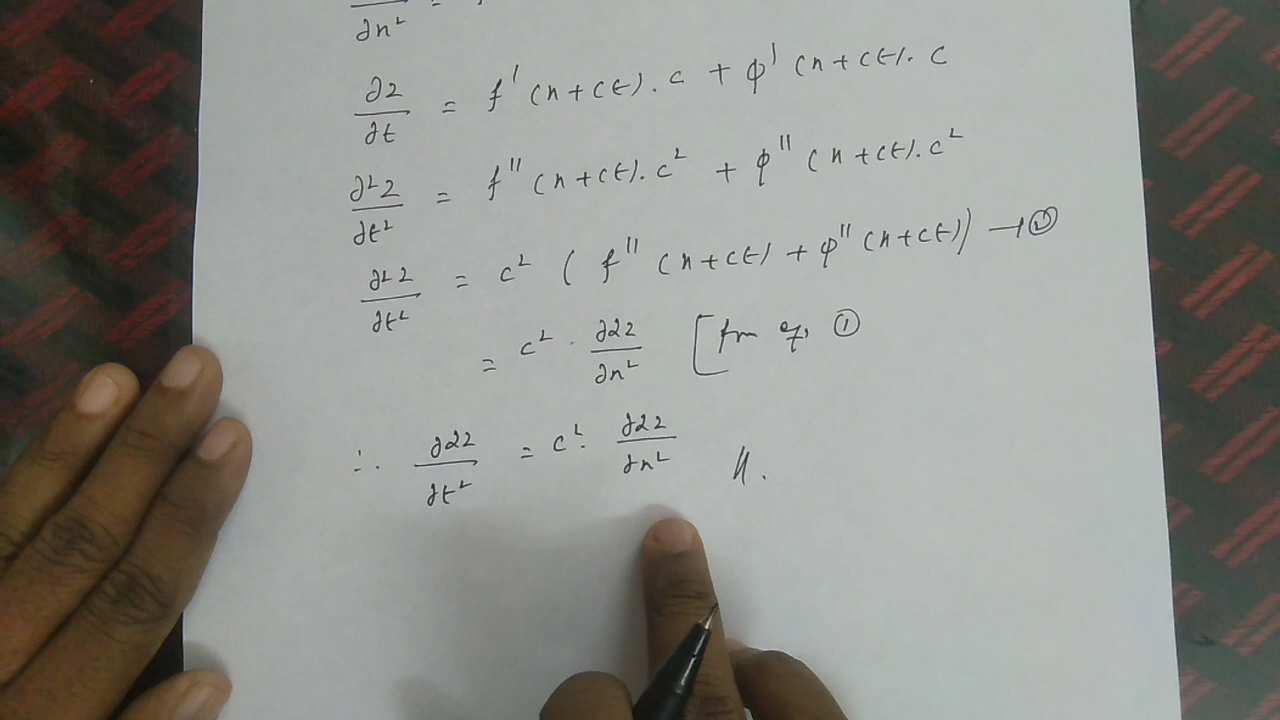 ∂x² =
∂z/∂t = f′(x+ct).c + φ′(x+ct).c
∂²z/∂t² = f″(x+ct).c² + φ″(x+ct).c²
∂²z/∂t² = c² (f″(x+ct) + φ″(x+ct)) → ②
= c² · ∂²z/∂x² [from eq, ①
∴ ∂²z/∂t² = c². ∂²z/∂x²